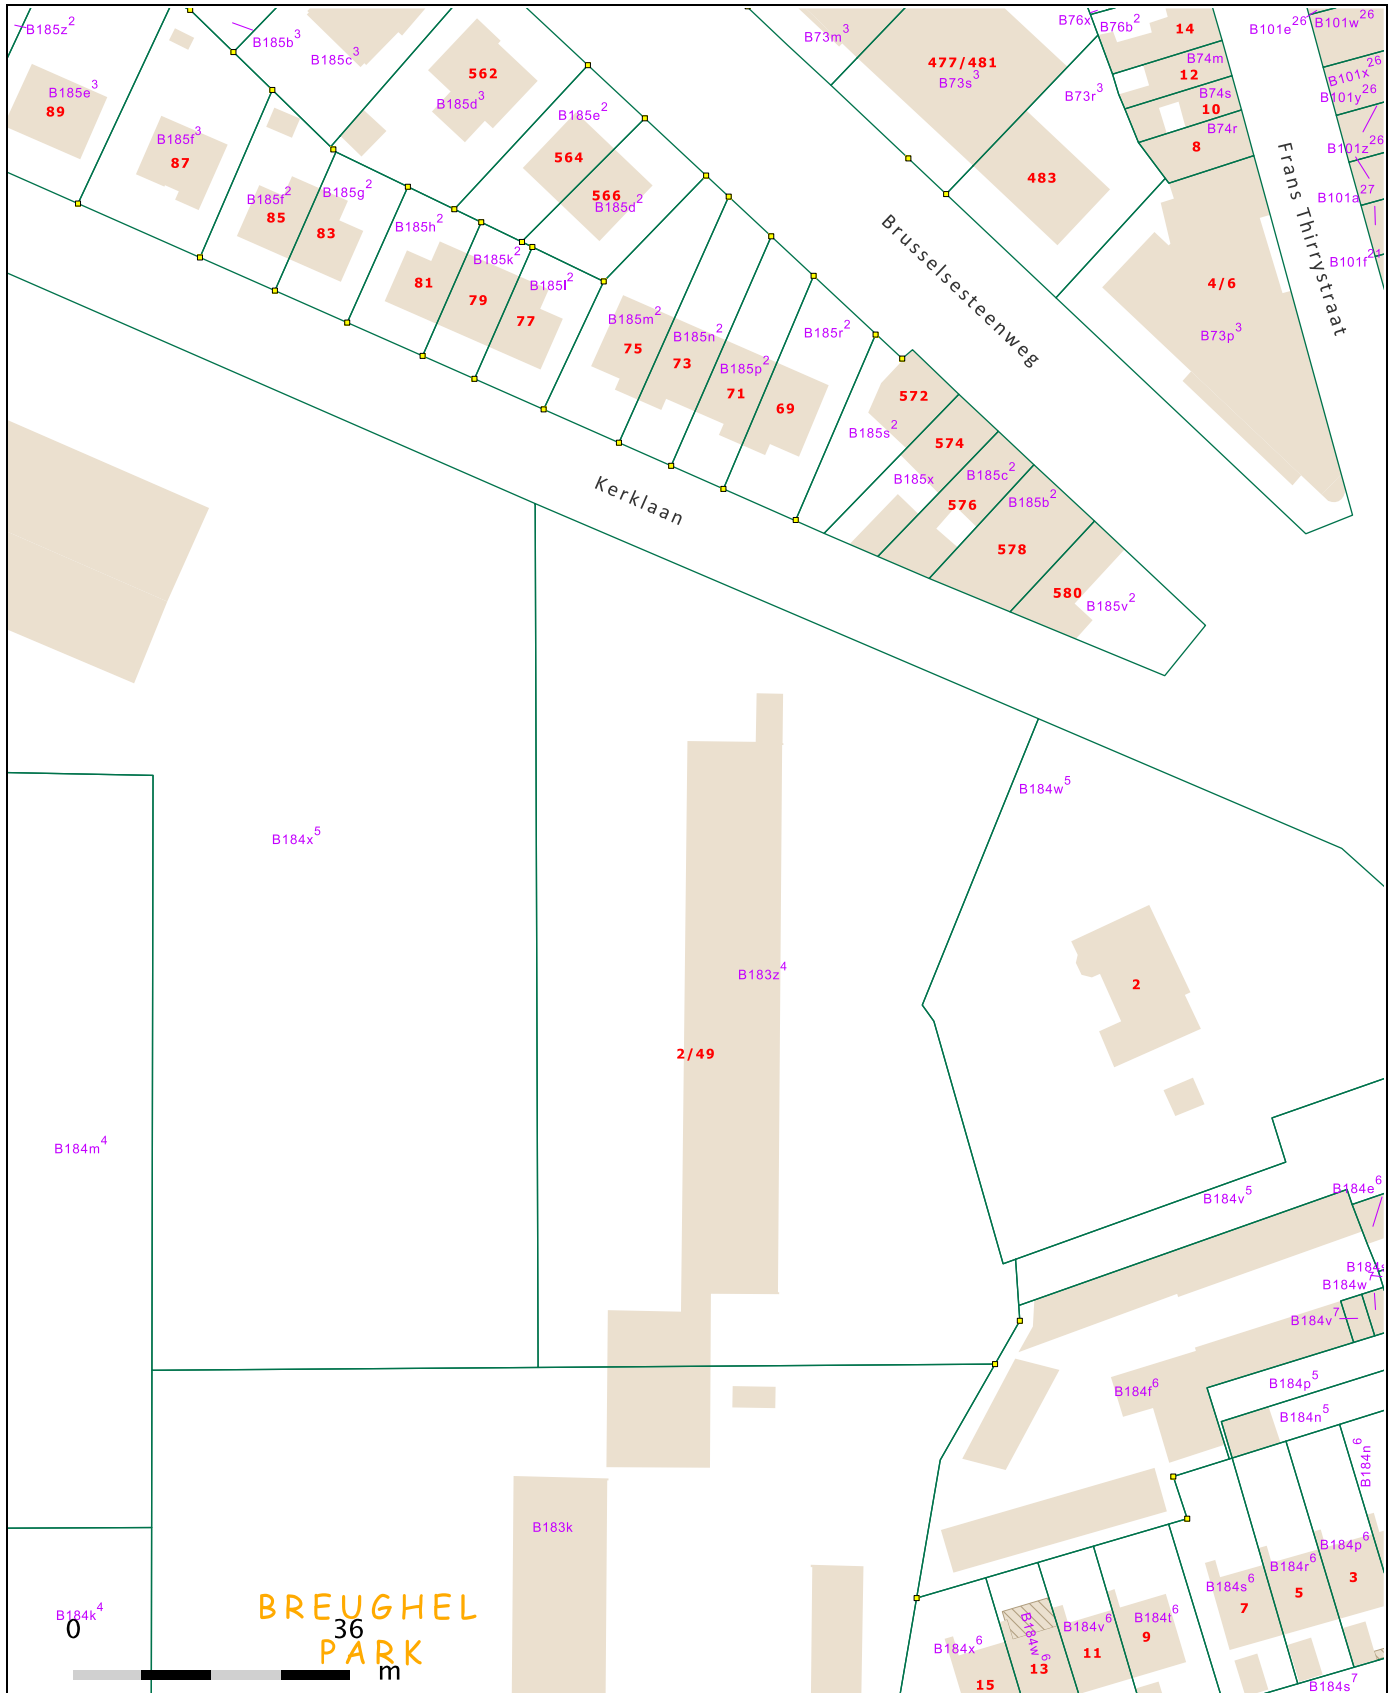 B185z²
B185b³
B185c³
B185e³
89
B185f³
87
562
B185d³
B185e²
564
566
B185d²
B185f²
85
B185g²
83
B185h²
81
B185k²
79
B185l²
77
B185m²
75
B185n²
73
B185p²
71
B185r²
69
B185s²
572
574
B185x
B185c²
576
B185b²
578
580
B185v²
B73m³
477/481
B73s³
483
B73r³
B76x
B76b²
14
B74m
12
B74s
10
B74r
8
4/6
B73p³
B101e²⁶
B101w²⁶
B101x²⁶
B101y²⁶
B101z²⁶
B101a²⁷
B101f²¹
Frans Thirrystraat
Brusselsesteenweg
Kerklaan
B184x⁵
B184w⁵
B183z⁴
2
2/49
B184m⁴
B184v⁵
B184e⁶
B184w⁷
B184v⁷
B184p⁵
B184f⁶
B184n⁵
B184n⁶
B183k
B184p⁶
3
B184r⁶
5
B184s⁶
7
B184t⁶
9
B184v⁶
11
B184w⁶
13
B184x⁶
15
B184s⁷
B184k⁴
BREUGHEL
PARK
0
36
m